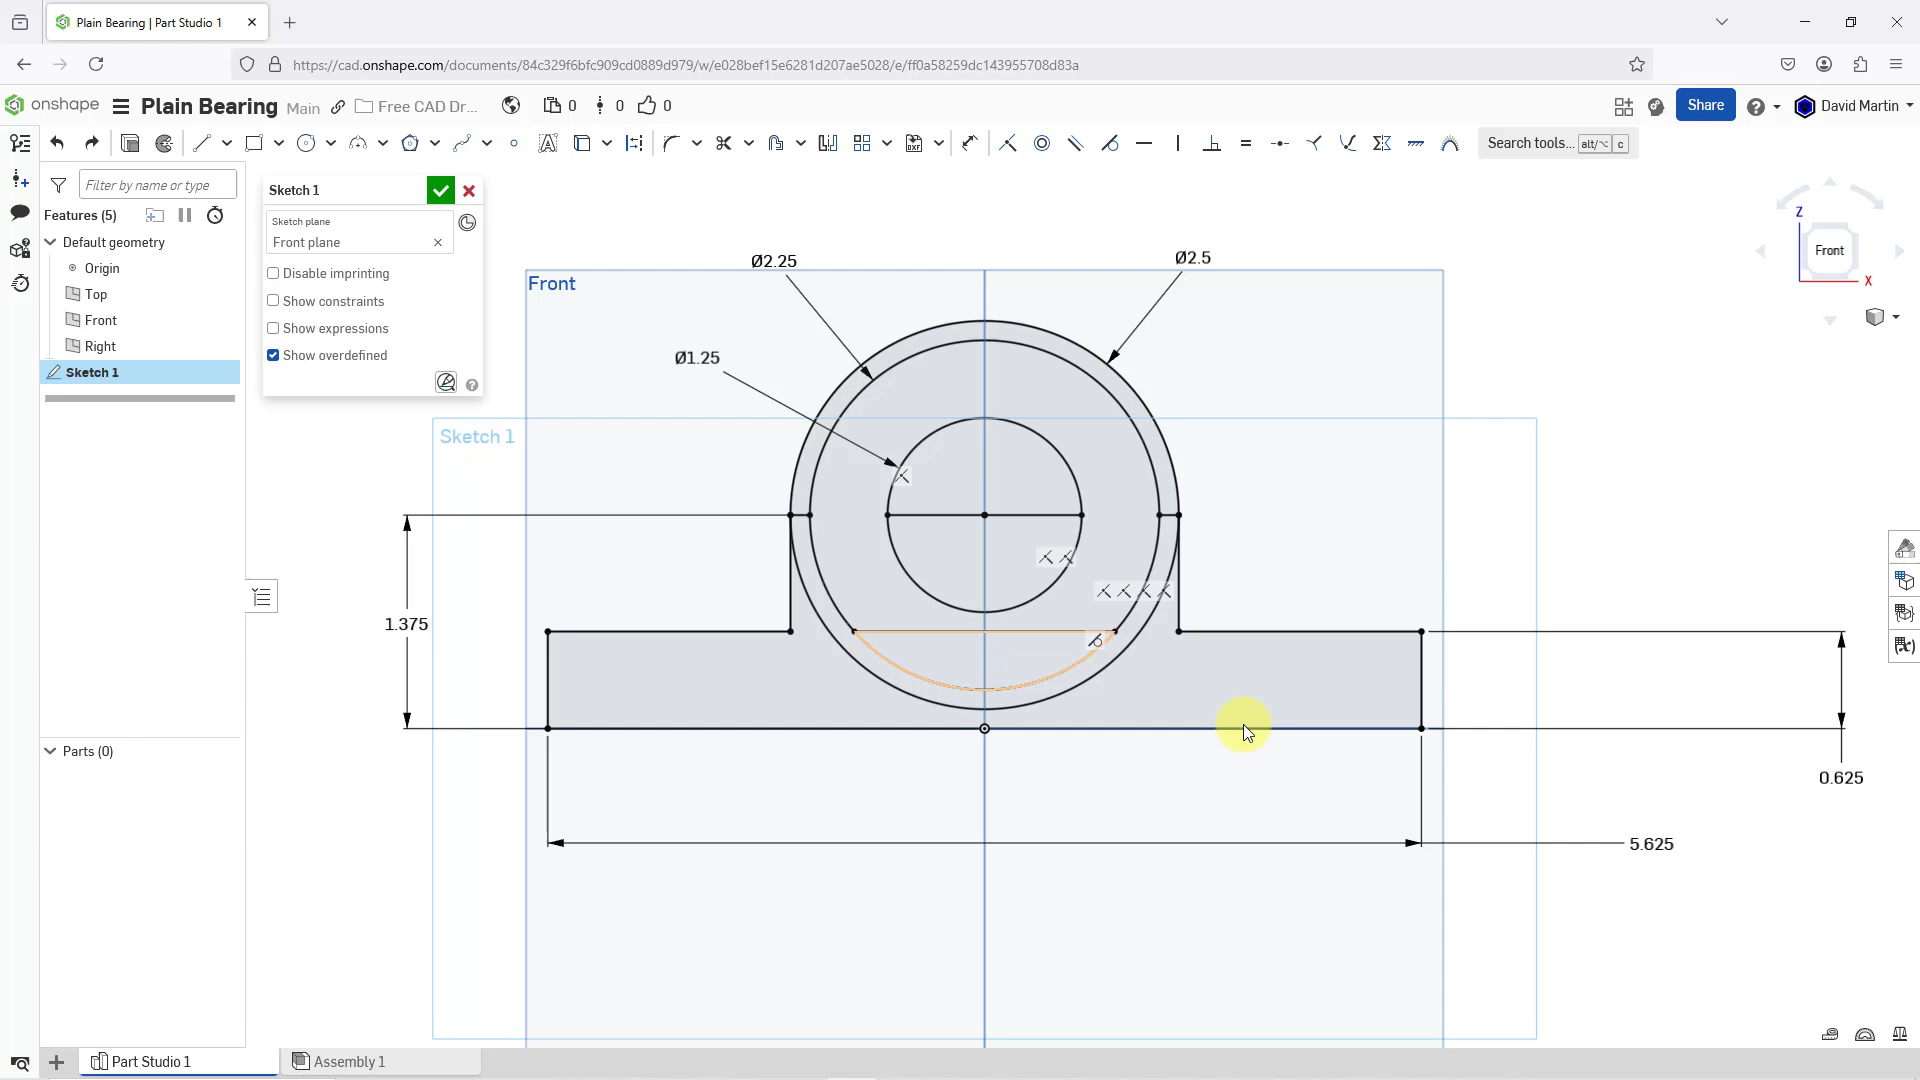 Plain Bearing | Part Studio 1
https://cad.onshape.com/documents/84c329f6bfc909cd0889d979/w/e028bef15e6281d207ae5028/e/ff0a58259dc143955708d83a
onshape Plain Bearing Main Free CAD Dr... 0 0 0 Share David Martin
Search tools... alt/⌥ c
Filter by name or type
Features (5)
Default geometry
Origin
Top
Front
Right
Sketch 1
Parts (0)
Sketch 1
Sketch plane
Front plane
Disable imprinting
Show constraints
Show expressions
Show overdefined
Front
Sketch 1
Ø2.25
Ø2.5
Ø1.25
1.375
0.625
5.625
Z
Front
X
(x)
Part Studio 1
Assembly 1